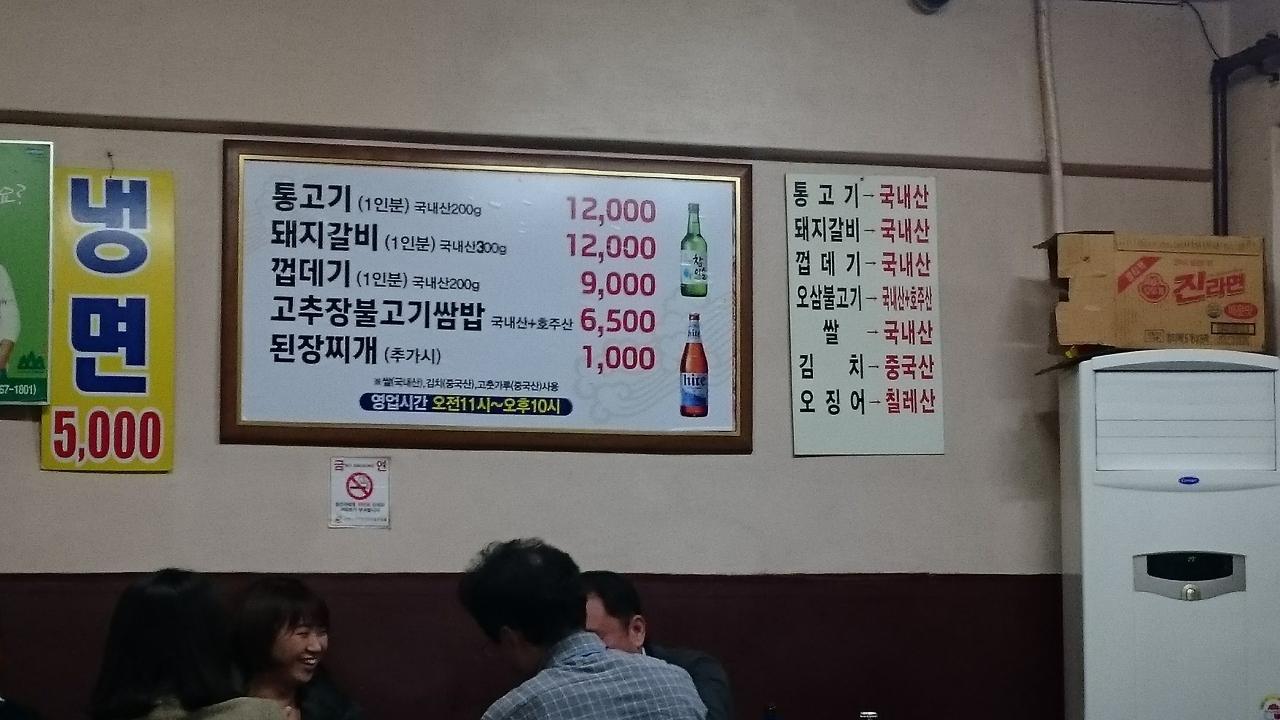 요?
67-1801)
냉
면
5,000
통고기 (1인분) 국내산200g 12,000
돼지갈비 (1인분) 국내산300g 12,000
껍데기 (1인분) 국내산200g 9,000
고추장불고기쌈밥 국내산+호주산 6,500
된장찌개 (추가시) 1,000
※쌀(국내산),김치(중국산),고춧가루(중국산)사용
영업시간 오전11시~오후10시
hite
금 연
통 고 기→국내산
돼지갈비→국내산
껍 데 기→국내산
오삼불고기→국내산+호주산
쌀 →국내산
김 치→중국산
오 징 어→칠레산
진라면
Carrier